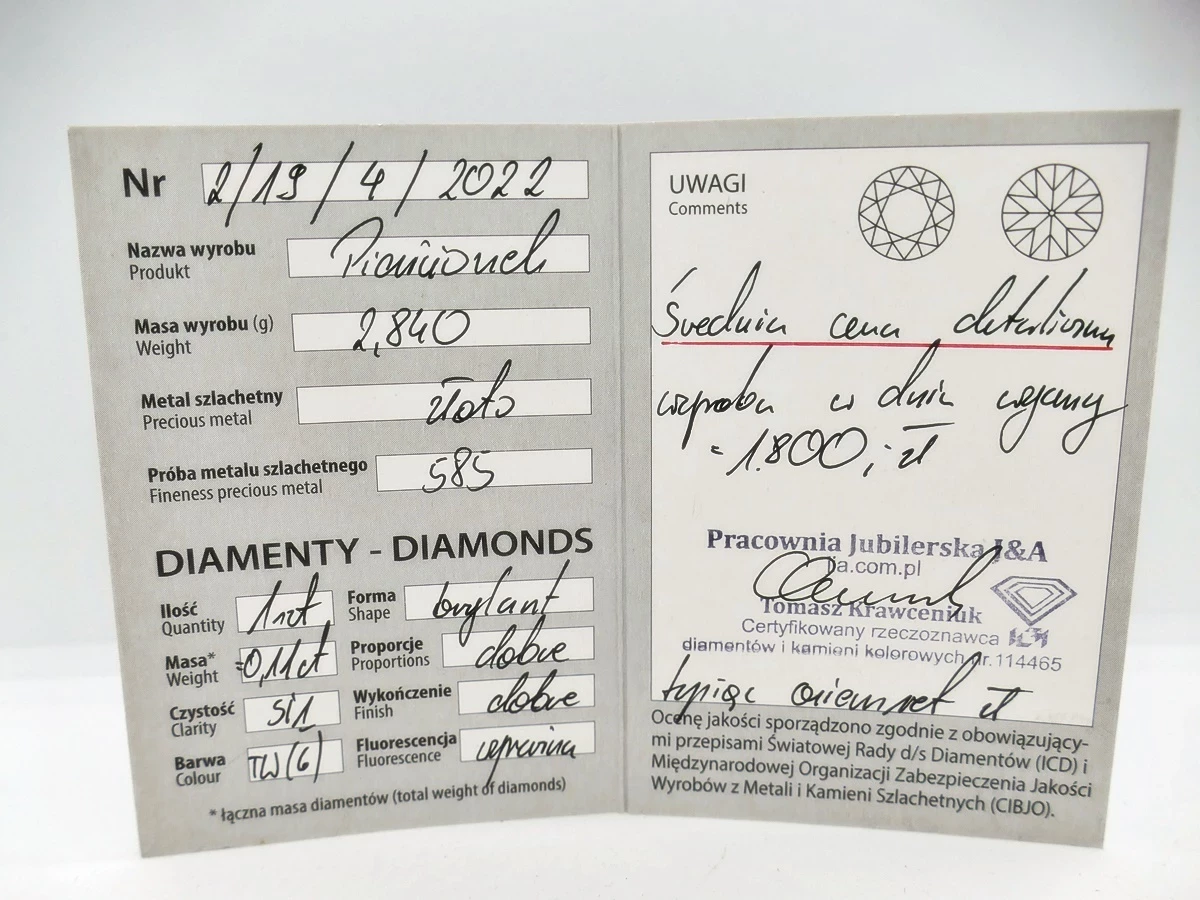 Nr 2/19/4/2022
Nazwa wyrobu
Produkt
Pierścionek
Masa wyrobu (g)
Weight
2,840
Metal szlachetny
Precious metal
złoto
Próba metalu szlachetnego
Fineness precious metal
585
DIAMENTY - DIAMONDS
Ilość
Quantity
1szt.
Forma
Shape
brylant
Masa*
Weight
=0,11ct
Proporcje
Proportions
dobre
Czystość
Clarity
SI1
Wykończenie
Finish
dobre
Barwa
Colour
TW(G)
Fluorescencja
Fluorescence
* łączna masa diamentów (total weight of diamonds)
UWAGI
Comments
Średnia cena detaliczna
wyrobu w dniu wyceny
= 1.800,- zł
Pracownia Jubilerska J&A
ja.com.pl
Tomasz Krawceniuk
Certyfikowany rzeczoznawca
diamentów i kamieni kolorowych nr.114465
tysiąc osiemset zł
Ocenę jakości sporządzono zgodnie z obowiązujący-
mi przepisami Światowej Rady d/s Diamentów (ICD) i
Międzynarodowej Organizacji Zabezpieczenia Jakości
Wyrobów z Metali i Kamieni Szlachetnych (CIBJO).